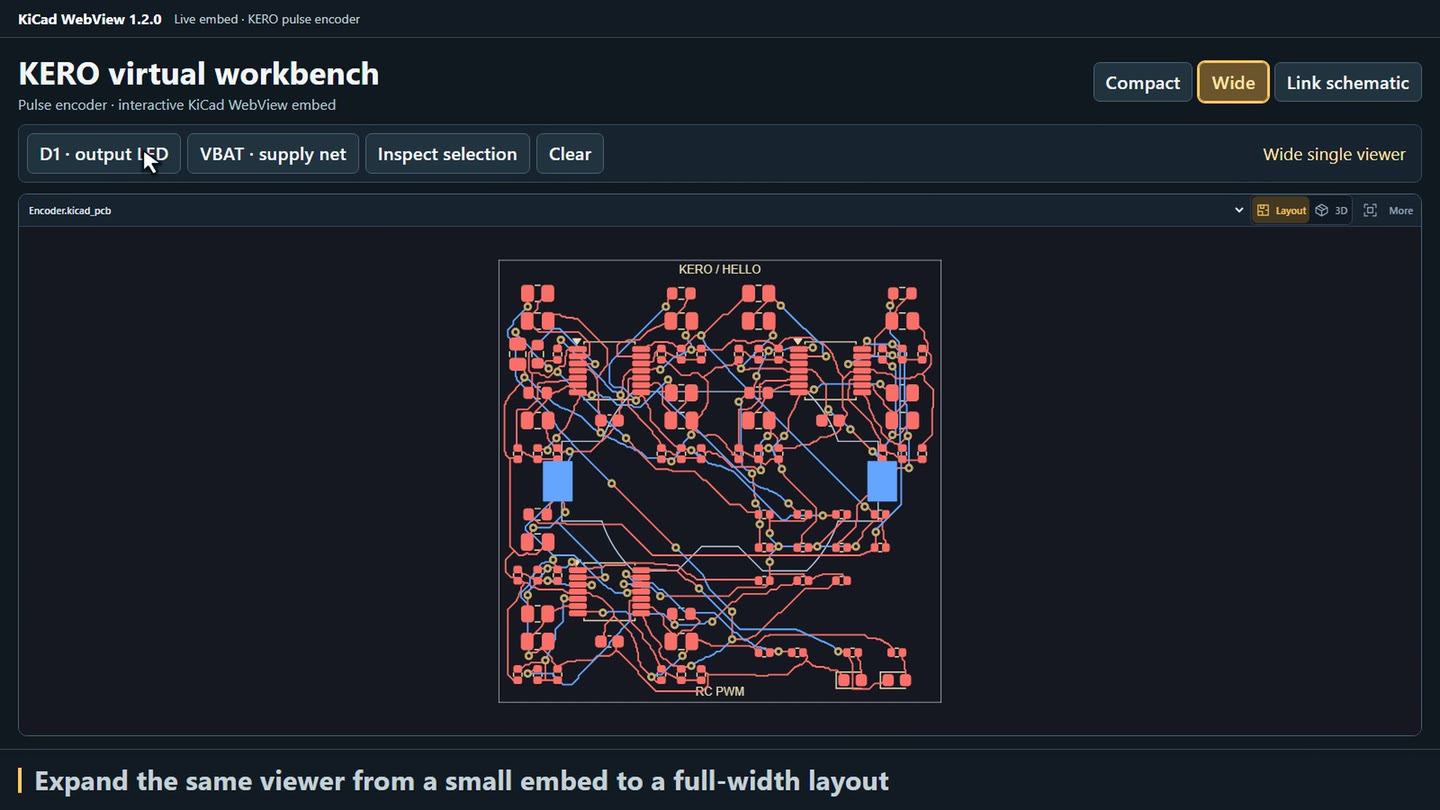 KiCad WebView 1.2.0 Live embed · KERO pulse encoder
KERO virtual workbench
Pulse encoder · interactive KiCad WebView embed
Compact Wide Link schematic
D1 · output LED VBAT · supply net Inspect selection Clear Wide single viewer
Encoder.kicad_pcb Layout 3D More
KERO / HELLO
RC PWM
Expand the same viewer from a small embed to a full-width layout